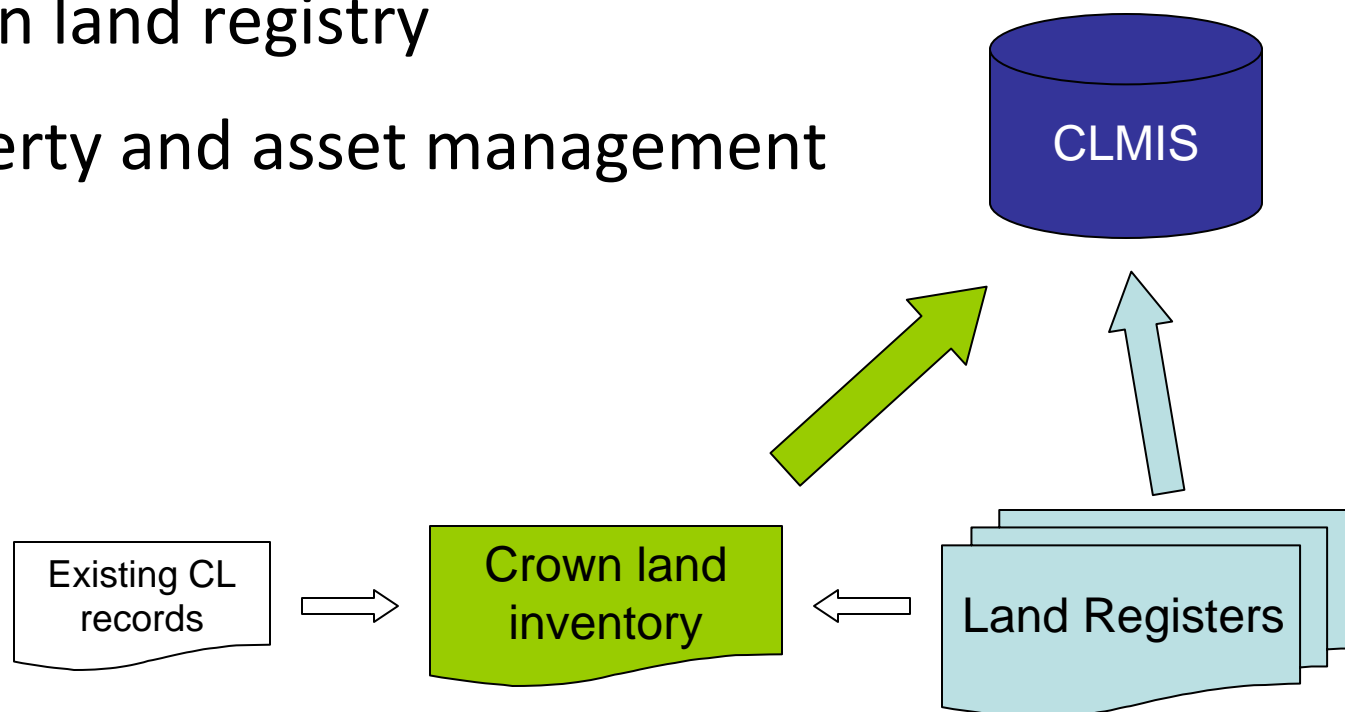 n land registry
erty and asset management
CLMIS
Existing CL
records
Crown land
inventory
Land Registers